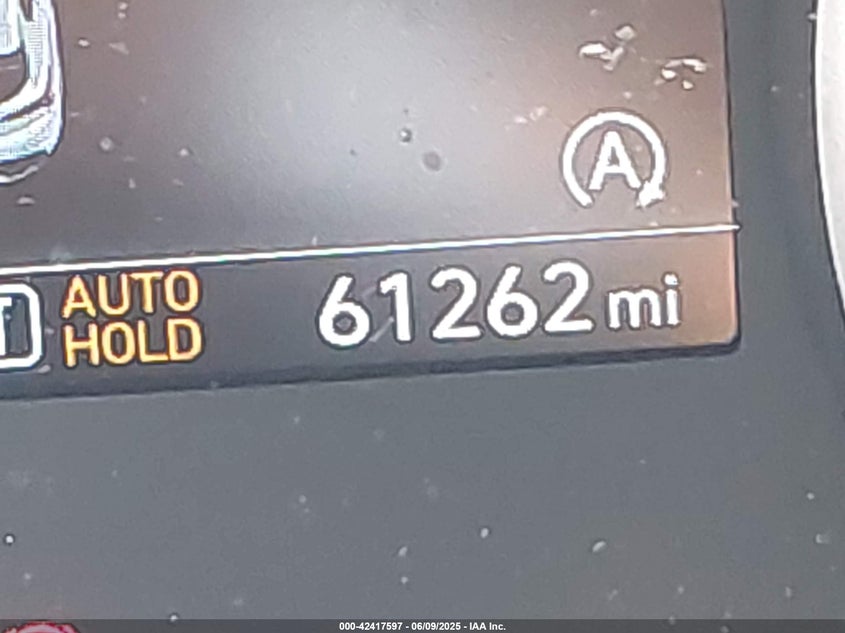 A
AUTO
HOLD
61262 mi
000-42417597 - 06/09/2025 - IAA Inc.